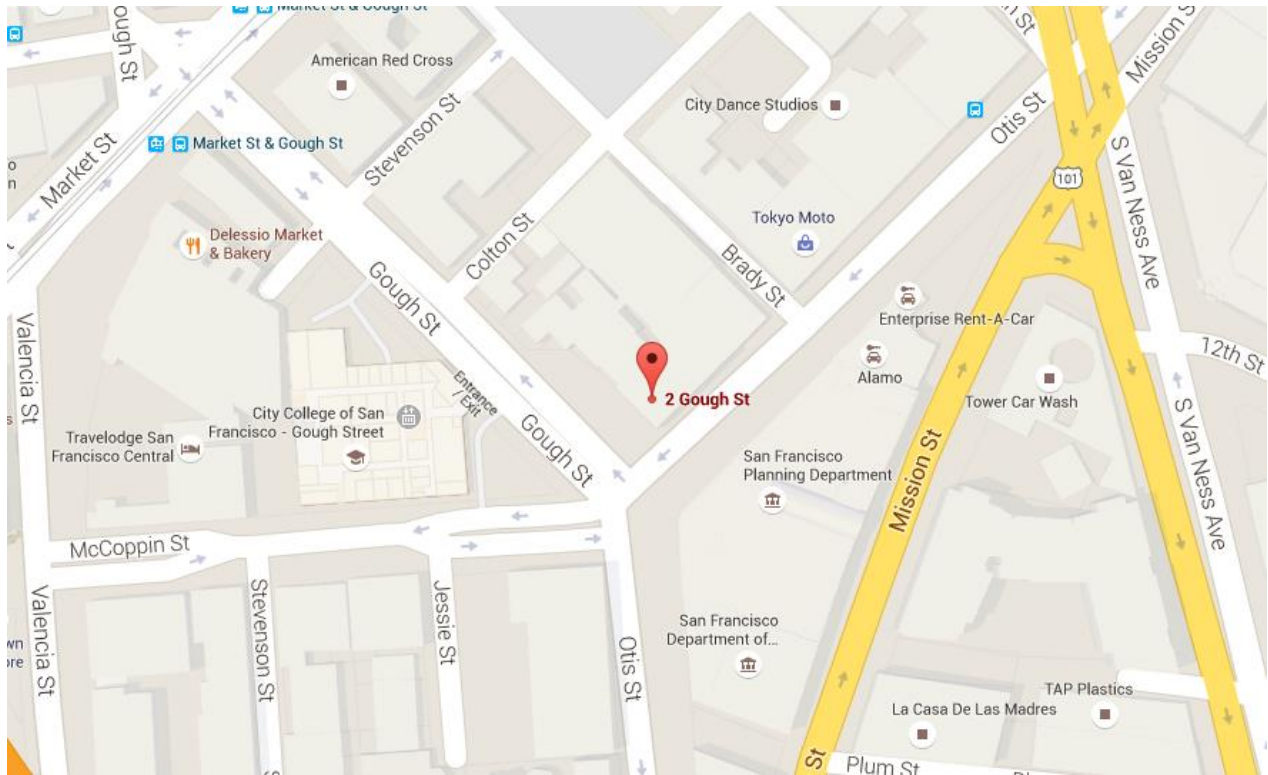 Market St & Gough St
ough St
American Red Cross
City Dance Studios
Otis St
Mission St
Market St & Gough St
Stevenson St
Market St
101
S Van Ness Ave
Tokyo Moto
Delessio Market
& Bakery
Colton St
Gough St
Brady St
Enterprise Rent-A-Car
Alamo
12th St
Valencia St
Entrance
/ Exit
2 Gough St
Tower Car Wash
City College of San
Francisco - Gough Street
Gough St
Travelodge San
Francisco Central
San Francisco
Planning Department
Mission St
S Van Ness Ave
McCoppin St
Valencia St
Stevenson St
Jessie St
Otis St
San Francisco
Department of...
TAP Plastics
La Casa De Las Madres
St
Plum St